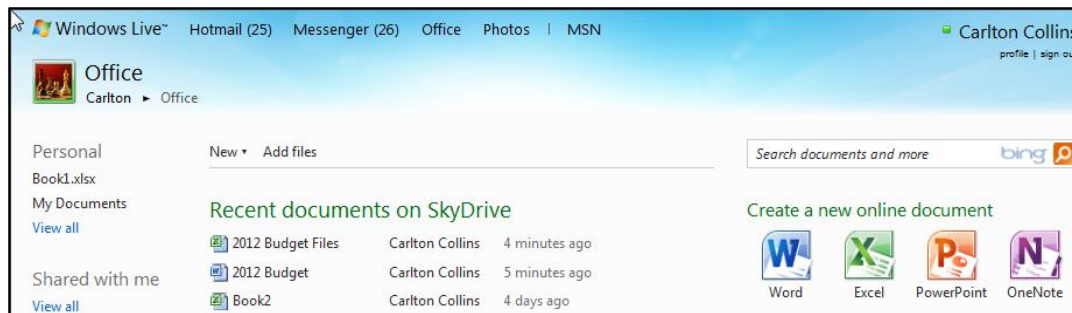 Windows Live™ Hotmail (25) Messenger (26) Office Photos | MSN
Carlton Collins
profile | sign ou
Office
Carlton ► Office
Personal
Book1.xlsx
My Documents
View all
Shared with me
View all
New ▾ Add files
Recent documents on SkyDrive
2012 Budget Files Carlton Collins 4 minutes ago
2012 Budget Carlton Collins 5 minutes ago
Book2 Carlton Collins 4 days ago
Search documents and more bing
Create a new online document
Word Excel PowerPoint OneNote